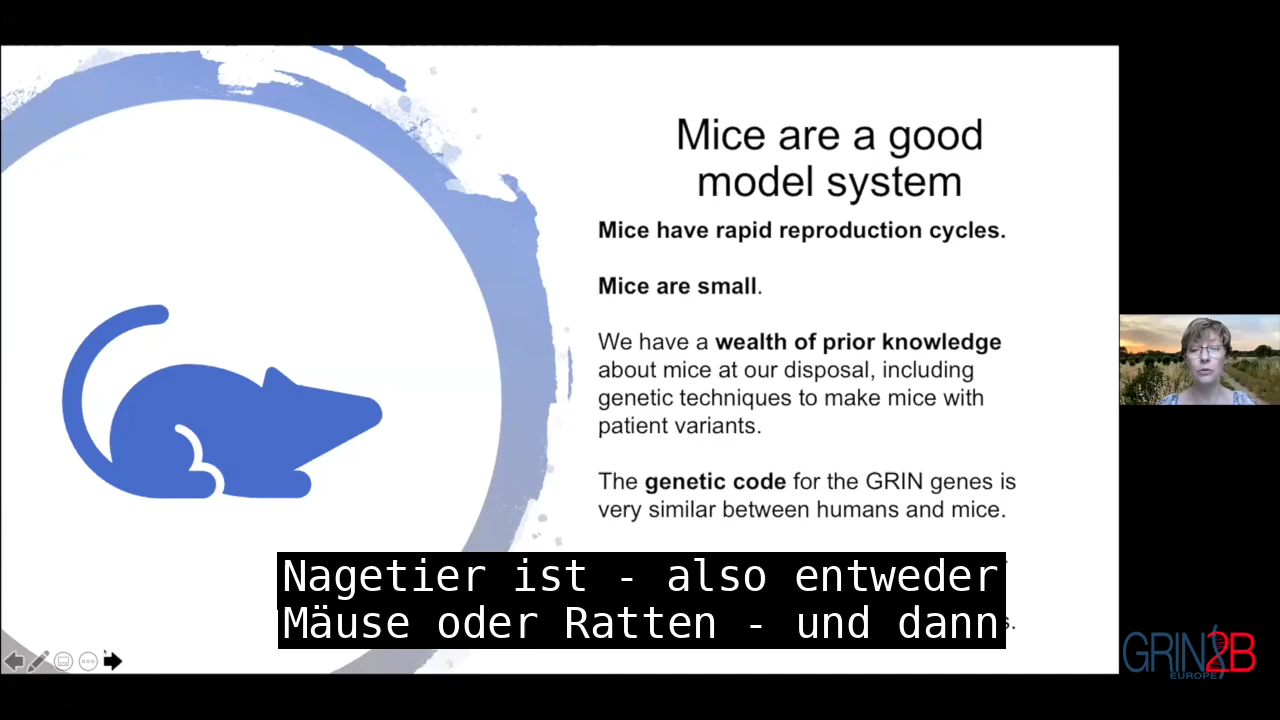 Mice are a good
model system
Mice have rapid reproduction cycles.
Mice are small.
We have a wealth of prior knowledge
about mice at our disposal, including
genetic techniques to make mice with
patient variants.
The genetic code for the GRIN genes is
very similar between humans and mice.
Nagetier ist - also entweder
Mäuse oder Ratten - und dann
s.
GRIN2B
EUROPE